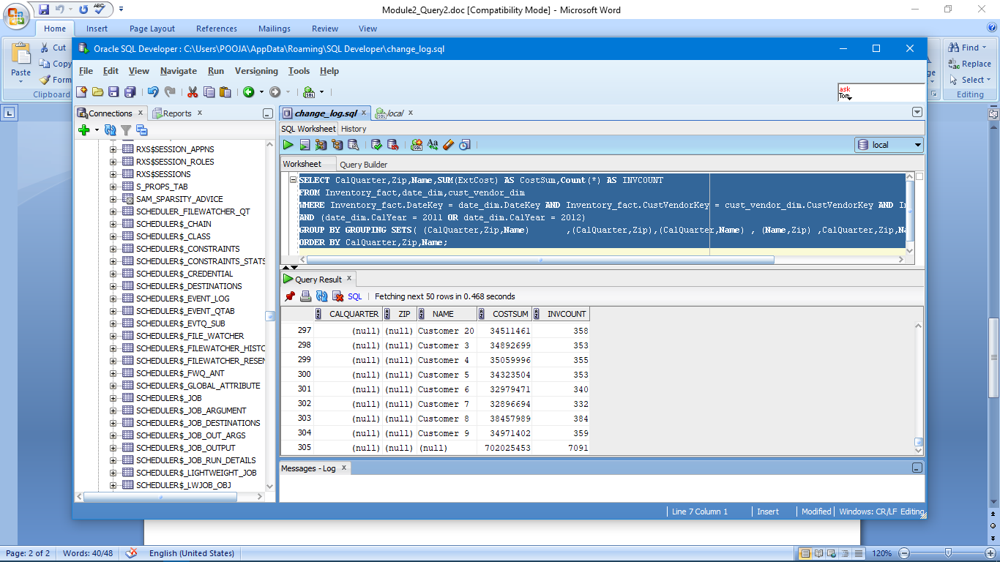 Module2_Query2.doc [Compatibility Mode] - Microsoft Word
Home Insert Page Layout References Mailings Review View
Cut
Copy
Form
Paste
Clipboard
Find
Replace
Select
Editing
Oracle SQL Developer : C:\Users\POOJA\AppData\Roaming\SQL Developer\change_log.sql
File Edit View Navigate Run Versioning Tools Help
ask
Tom
Connections x Reports x
RXS$SESSION_APPNS
RXS$SESSION_ROLES
RXS$SESSIONS
S_PROPS_TAB
SAM_SPARSITY_ADVICE
SCHEDULER_FILEWATCHER_QT
SCHEDULER$_CHAIN
SCHEDULER$_CLASS
SCHEDULER$_CONSTRAINTS
SCHEDULER$_CONSTRAINTS_STATS
SCHEDULER$_CREDENTIAL
SCHEDULER$_DESTINATIONS
SCHEDULER$_EVENT_LOG
SCHEDULER$_EVENT_QTAB
SCHEDULER$_EVTQ_SUB
SCHEDULER$_FILE_WATCHER
SCHEDULER$_FILEWATCHER_HISTO
SCHEDULER$_FILEWATCHER_RESEN
SCHEDULER$_FWQ_ANT
SCHEDULER$_GLOBAL_ATTRIBUTE
SCHEDULER$_JOB
SCHEDULER$_JOB_ARGUMENT
SCHEDULER$_JOB_DESTINATIONS
SCHEDULER$_JOB_OUT_ARGS
SCHEDULER$_JOB_OUTPUT
SCHEDULER$_JOB_RUN_DETAILS
SCHEDULER$_LIGHTWEIGHT_JOB
SCHEDULER$_LWJOB_OBJ
change_log.sql x local x
SQL Worksheet History
local
Worksheet Query Builder
SELECT CalQuarter,Zip,Name,SUM(ExtCost) AS CostSum,Count(*) AS INVCOUNT
FROM Inventory_fact,date_dim,cust_vendor_dim
WHERE Inventory_fact.DateKey = date_dim.DateKey AND Inventory_fact.CustVendorKey = cust_vendor_dim.CustVendorKey AND In
AND (date_dim.CalYear = 2011 OR date_dim.CalYear = 2012)
GROUP BY GROUPING SETS( (CalQuarter,Zip,Name) ,(CalQuarter,Zip),(CalQuarter,Name) , (Name,Zip) ,CalQuarter,Zip,Na
ORDER BY CalQuarter,Zip,Name;
Query Result x
SQL | Fetching next 50 rows in 0.468 seconds
CALQUARTER ZIP NAME COSTSUM INVCOUNT
297 (null) (null) Customer 20 34511461 358
298 (null) (null) Customer 3 34892699 353
299 (null) (null) Customer 4 35059996 355
300 (null) (null) Customer 5 34323504 353
301 (null) (null) Customer 6 32979471 340
302 (null) (null) Customer 7 32896694 332
303 (null) (null) Customer 8 38457989 384
304 (null) (null) Customer 9 34971402 359
305 (null) (null) (null) 702025453 7091
Messages - Log x
Line 7 Column 1 Insert Modified Windows: CR/LF Editing
Page: 2 of 2 Words: 40/48 English (United States) 120%